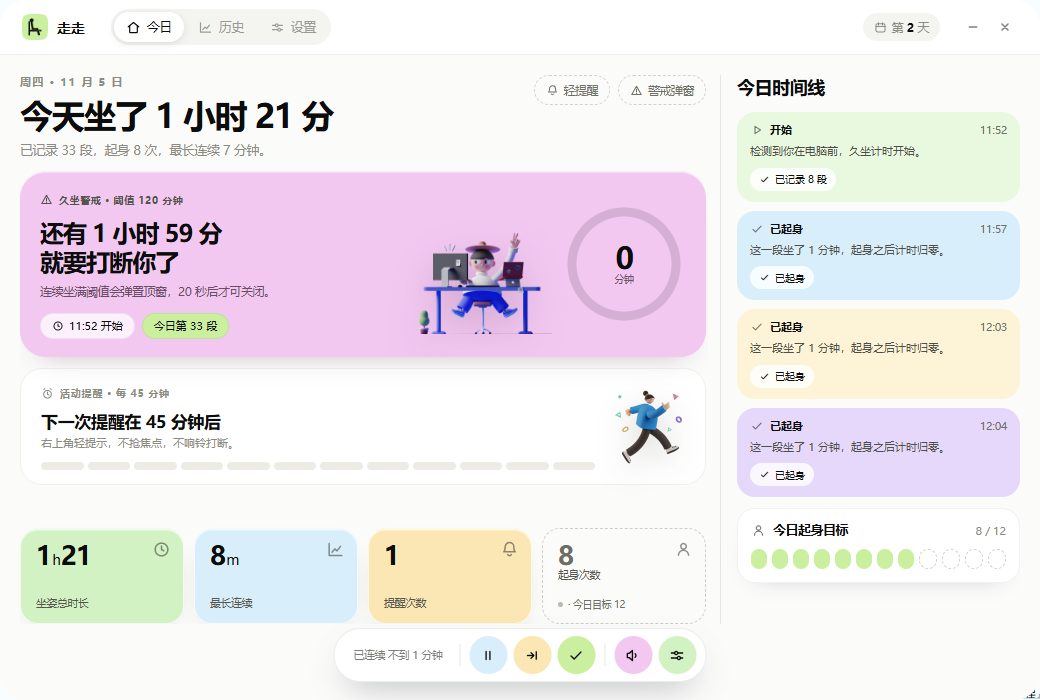 走走
今日
历史
设置
第 2 天
周四 • 11 月 5 日
今天坐了 1 小时 21 分
已记录 33 段，起身 8 次，最长连续 7 分钟。
轻提醒
警戒弹窗
久坐警戒 • 阈值 120 分钟
还有 1 小时 59 分
就要打断你了
连续坐满阈值会弹置顶窗，20 秒后才可关闭。
11:52 开始
今日第 33 段
0
分钟
活动提醒 • 每 45 分钟
下一次提醒在 45 分钟后
右上角轻提示，不抢焦点，不响铃打断。
1h21
坐姿总时长
8m
最长连续
1
提醒次数
8
起身次数
· 今日目标 12
已连续 不到 1 分钟
今日时间线
开始
11:52
检测到你在电脑前，久坐计时开始。
已记录 8 段
已起身
11:57
这一段坐了 1 分钟，起身之后计时归零。
已起身
已起身
12:03
这一段坐了 1 分钟，起身之后计时归零。
已起身
已起身
12:04
这一段坐了 1 分钟，起身之后计时归零。
已起身
今日起身目标
8 / 12